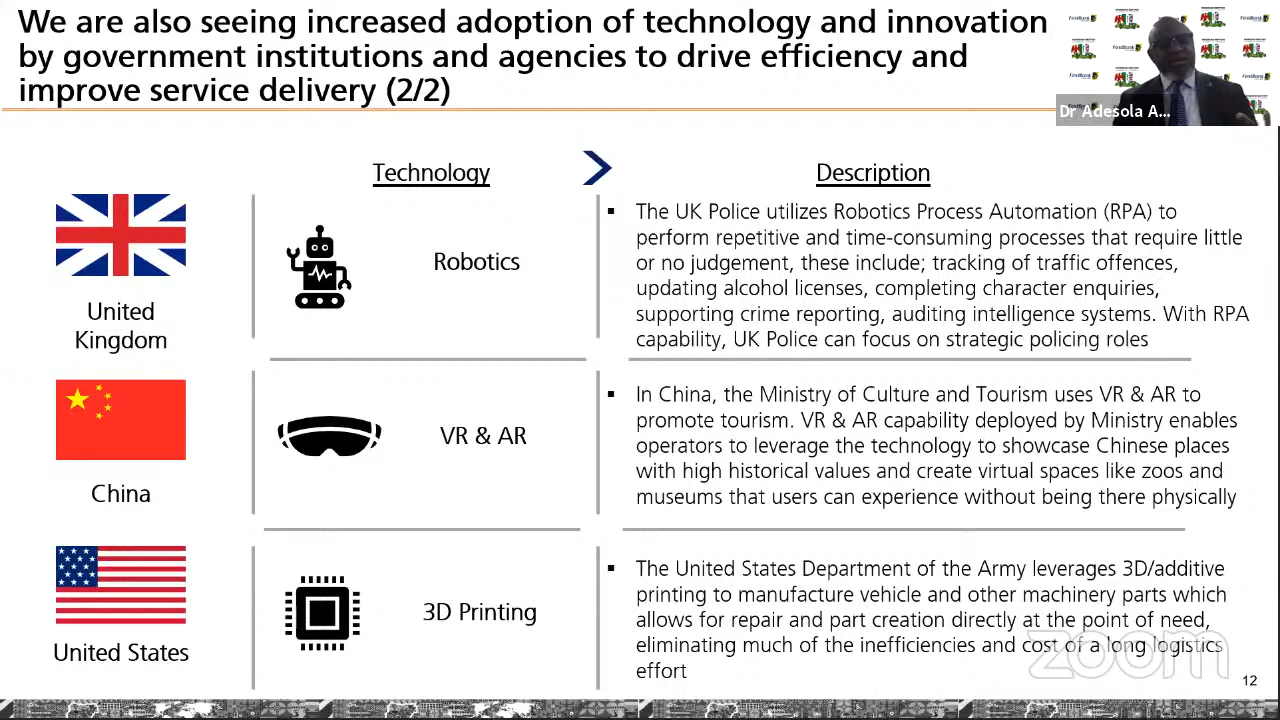 We are also seeing increased adoption of technology and innovation
by government institutions and agencies to drive efficiency and
improve service delivery (2/2)
FirstBank
FirstBank
FirstBank
Dr Adesola A...
Technology
Description
United
Kingdom
Robotics
▪ The UK Police utilizes Robotics Process Automation (RPA) to
perform repetitive and time-consuming processes that require little
or no judgement, these include; tracking of traffic offences,
updating alcohol licenses, completing character enquiries,
supporting crime reporting, auditing intelligence systems. With RPA
capability, UK Police can focus on strategic policing roles
China
VR & AR
▪ In China, the Ministry of Culture and Tourism uses VR & AR to
promote tourism. VR & AR capability deployed by Ministry enables
operators to leverage the technology to showcase Chinese places
with high historical values and create virtual spaces like zoos and
museums that users can experience without being there physically
United States
3D Printing
▪ The United States Department of the Army leverages 3D/additive
printing to manufacture vehicle and other machinery parts which
allows for repair and part creation directly at the point of need,
eliminating much of the inefficiencies and cost of a long logistics
effort
zoom
12